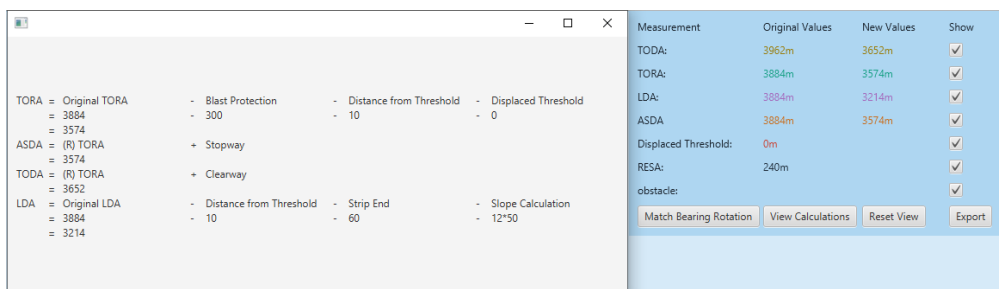 TORA = Original TORA - Blast Protection - Distance from Threshold - Displaced Threshold
= 3884 - 300 - 10 - 0
= 3574
ASDA = (R) TORA + Stopway
= 3574
TODA = (R) TORA + Clearway
= 3652
LDA = Original LDA - Distance from Threshold - Strip End - Slope Calculation
= 3884 - 10 - 60 - 12*50
= 3214
Measurement Original Values New Values Show
TODA: 3962m 3652m
TORA: 3884m 3574m
LDA: 3884m 3214m
ASDA 3884m 3574m
Displaced Threshold: 0m
RESA: 240m
obstacle:
Match Bearing Rotation View Calculations Reset View Export